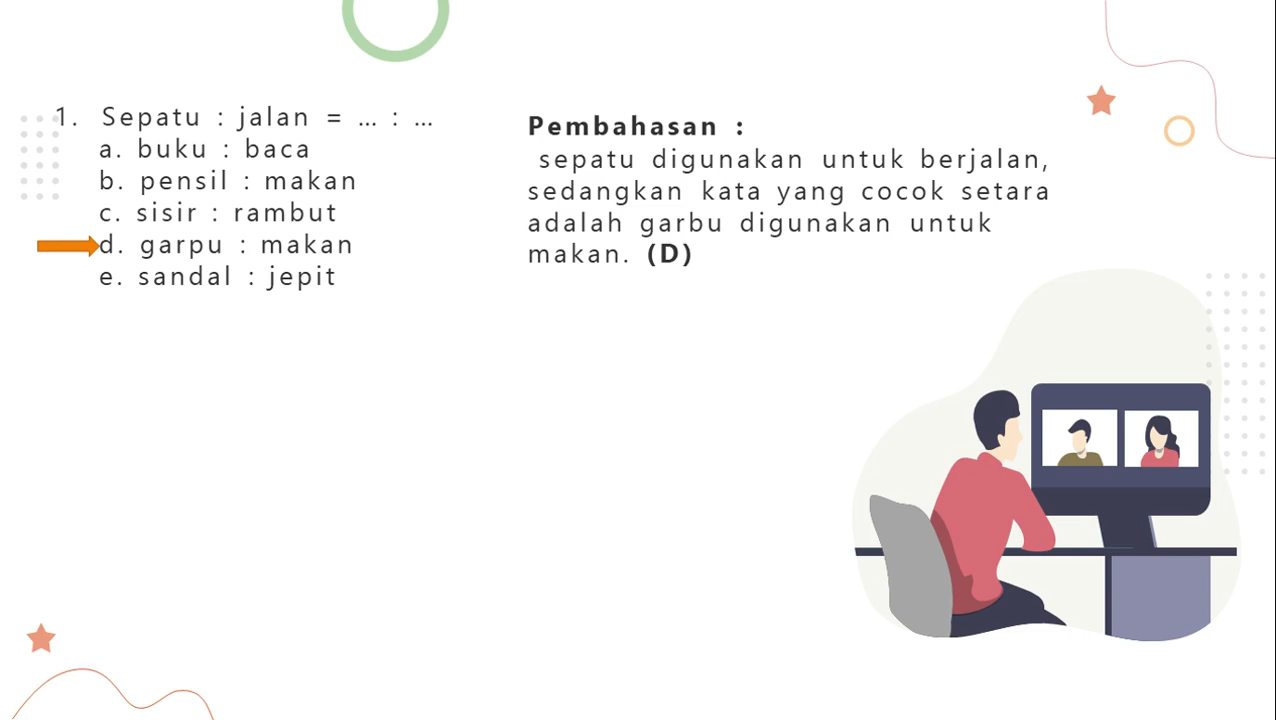 1. Sepatu : jalan = ... : ...
a. buku : baca
b. pensil : makan
c. sisir : rambut
d. garpu : makan
e. sandal : jepit
Pembahasan :
sepatu digunakan untuk berjalan,
sedangkan kata yang cocok setara
adalah garbu digunakan untuk
makan. (D)